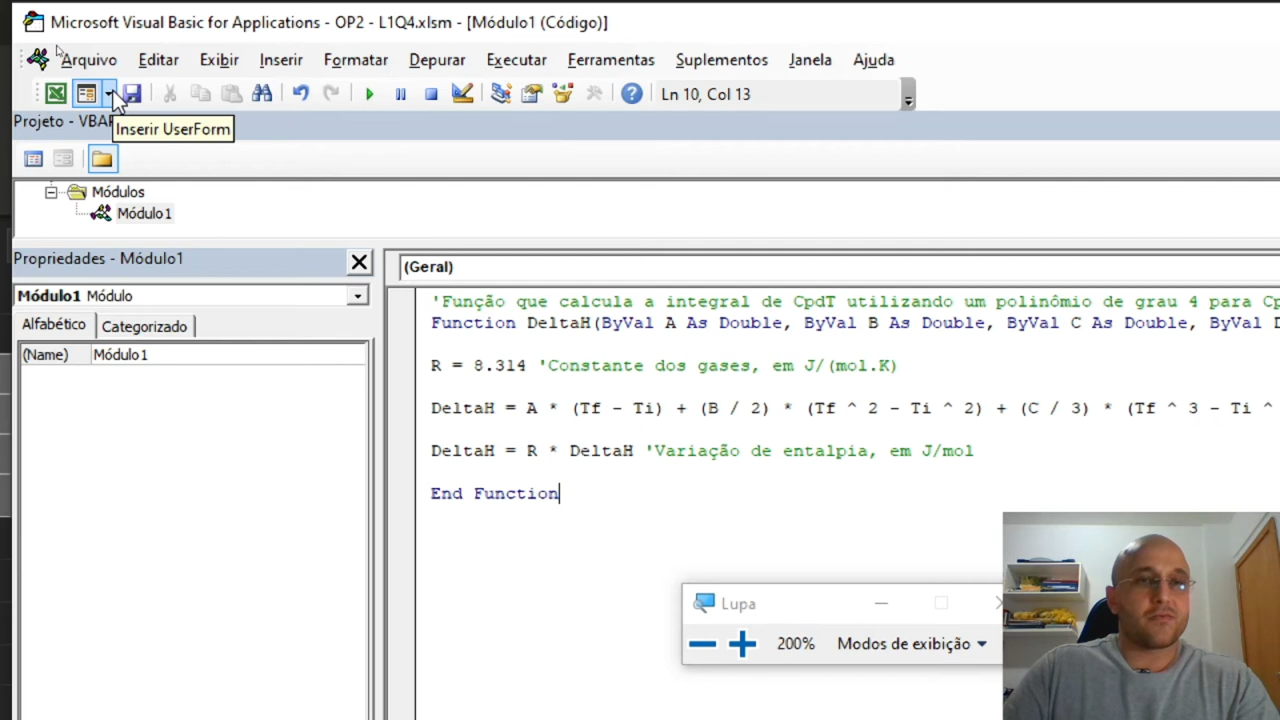 Microsoft Visual Basic for Applications - OP2 - L1Q4.xlsm - [Módulo1 (Código)]
Arquivo Editar Exibir Inserir Formatar Depurar Executar Ferramentas Suplementos Janela Ajuda
Ln 10, Col 13
Projeto - VBAP
Inserir UserForm
Módulos
Módulo1
Propriedades - Módulo1
(Geral)
Módulo1 Módulo
Alfabético Categorizado
(Name) Módulo1
'Função que calcula a integral de CpdT utilizando um polinômio de grau 4 para Cp
Function DeltaH(ByVal A As Double, ByVal B As Double, ByVal C As Double, ByVal D
R = 8.314 'Constante dos gases, em J/(mol.K)
DeltaH = A * (Tf - Ti) + (B / 2) * (Tf ^ 2 - Ti ^ 2) + (C / 3) * (Tf ^ 3 - Ti ^
DeltaH = R * DeltaH 'Variação de entalpia, em J/mol
End Function
Lupa
200% Modos de exibição